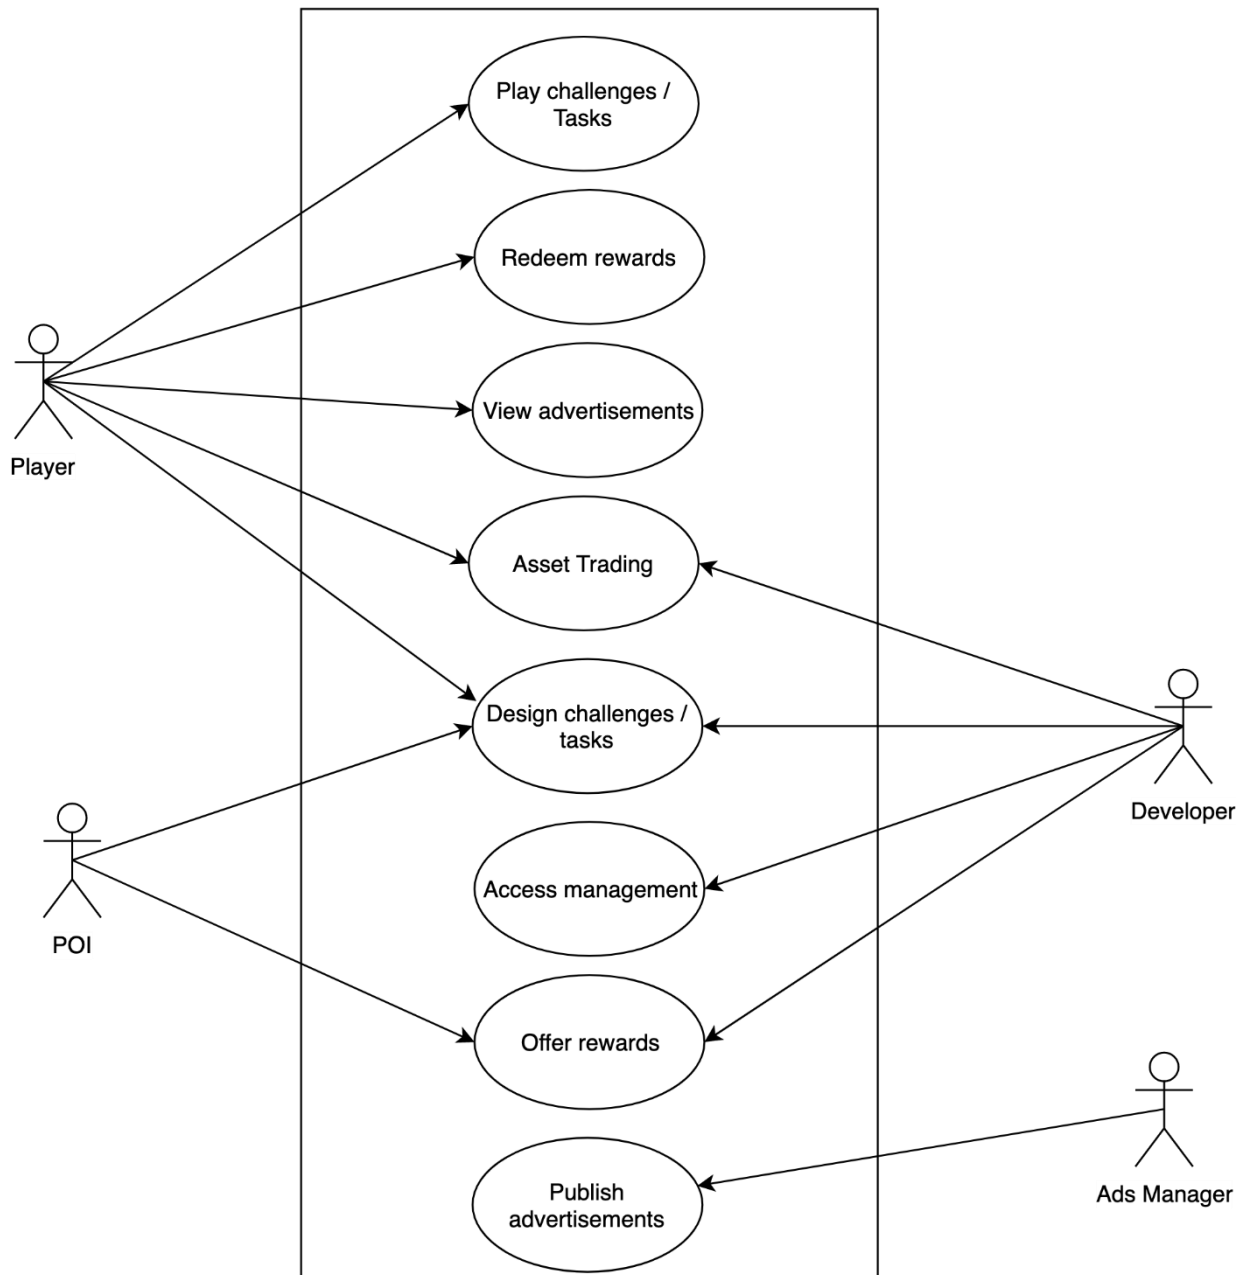 Play challenges /
Tasks
Redeem rewards
View advertisements
Player
Asset Trading
Design challenges /
tasks
Developer
Access management
POI
Offer rewards
Publish
advertisements
Ads Manager